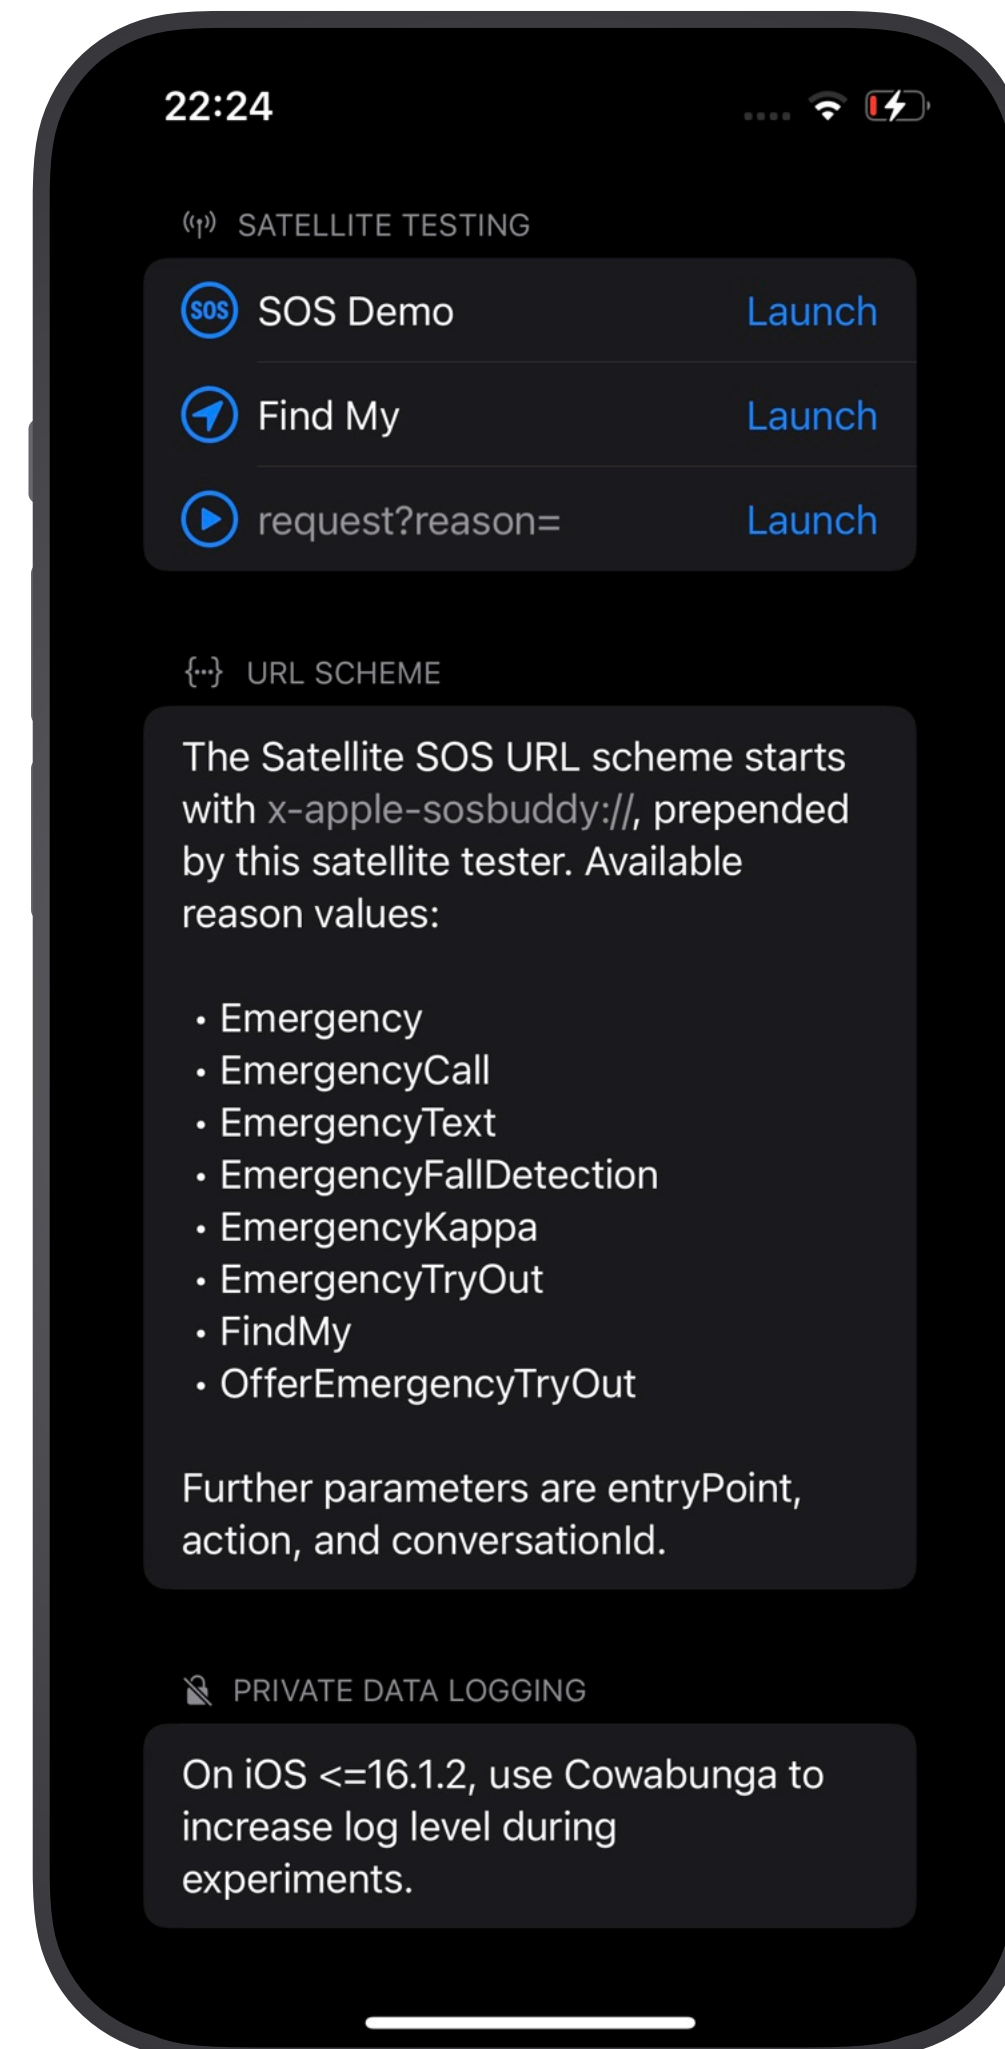 22:24
SATELLITE TESTING
SOS SOS Demo Launch
Find My Launch
request?reason= Launch
{···} URL SCHEME
The Satellite SOS URL scheme starts
with x-apple-sosbuddy://, prepended
by this satellite tester. Available
reason values:
• Emergency
• EmergencyCall
• EmergencyText
• EmergencyFallDetection
• EmergencyKappa
• EmergencyTryOut
• FindMy
• OfferEmergencyTryOut
Further parameters are entryPoint,
action, and conversationId.
PRIVATE DATA LOGGING
On iOS <=16.1.2, use Cowabunga to
increase log level during
experiments.